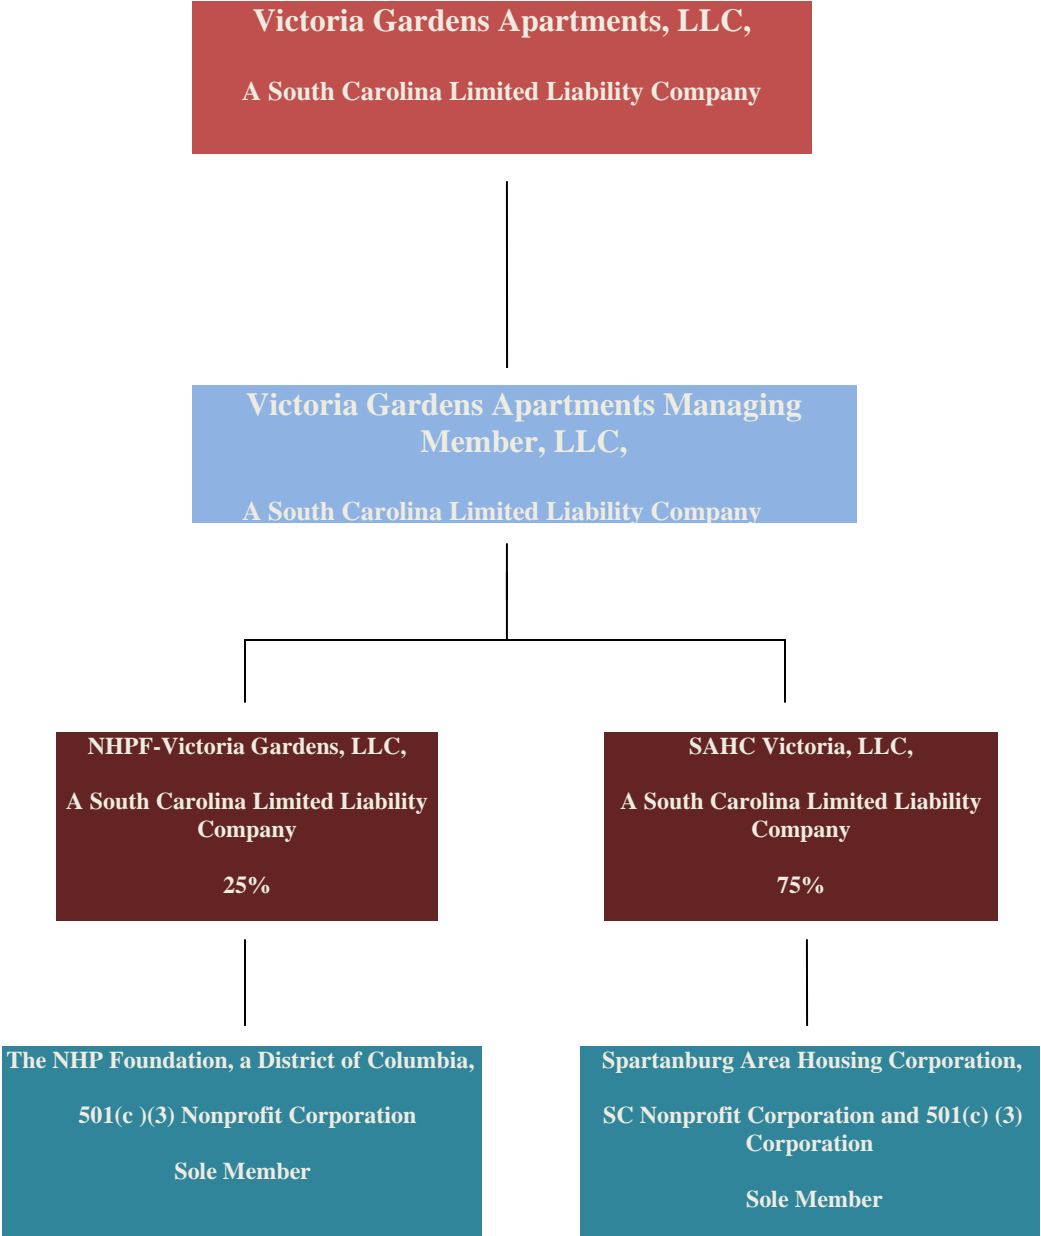 Victoria Gardens Apartments, LLC,
A South Carolina Limited Liability Company
Victoria Gardens Apartments Managing
Member, LLC,
A South Carolina Limited Liability Company
NHPF-Victoria Gardens, LLC,
A South Carolina Limited Liability
Company
25%
SAHC Victoria, LLC,
A South Carolina Limited Liability
Company
75%
The NHP Foundation, a District of Columbia,
501(c )(3) Nonprofit Corporation
Sole Member
Spartanburg Area Housing Corporation,
SC Nonprofit Corporation and 501(c) (3)
Corporation
Sole Member